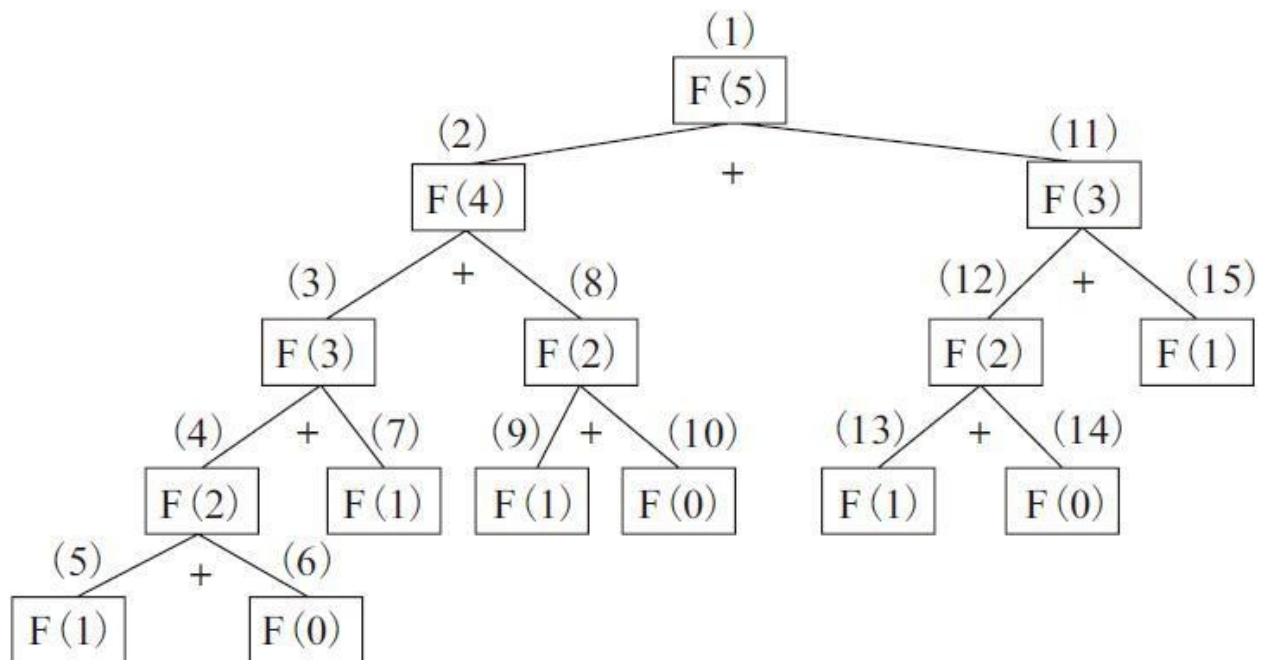 (1)
F(5)
(2) (11)
+
F(4) F(3)
(3) + (8) (12) + (15)
F(3) F(2) F(2) F(1)
(4) + (7) (9) + (10) (13) + (14)
F(2) F(1) F(1) F(0) F(1) F(0)
(5) + (6)
F(1) F(0)